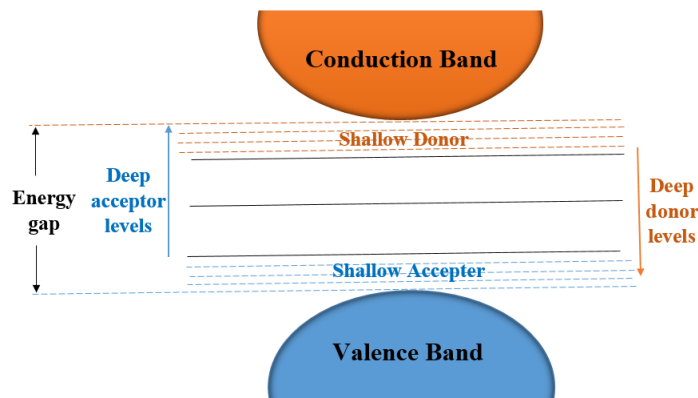 Conduction Band
Shallow Donor
Energy
gap
Deep
acceptor
levels
Deep
donor
levels
Shallow Accepter
Valence Band